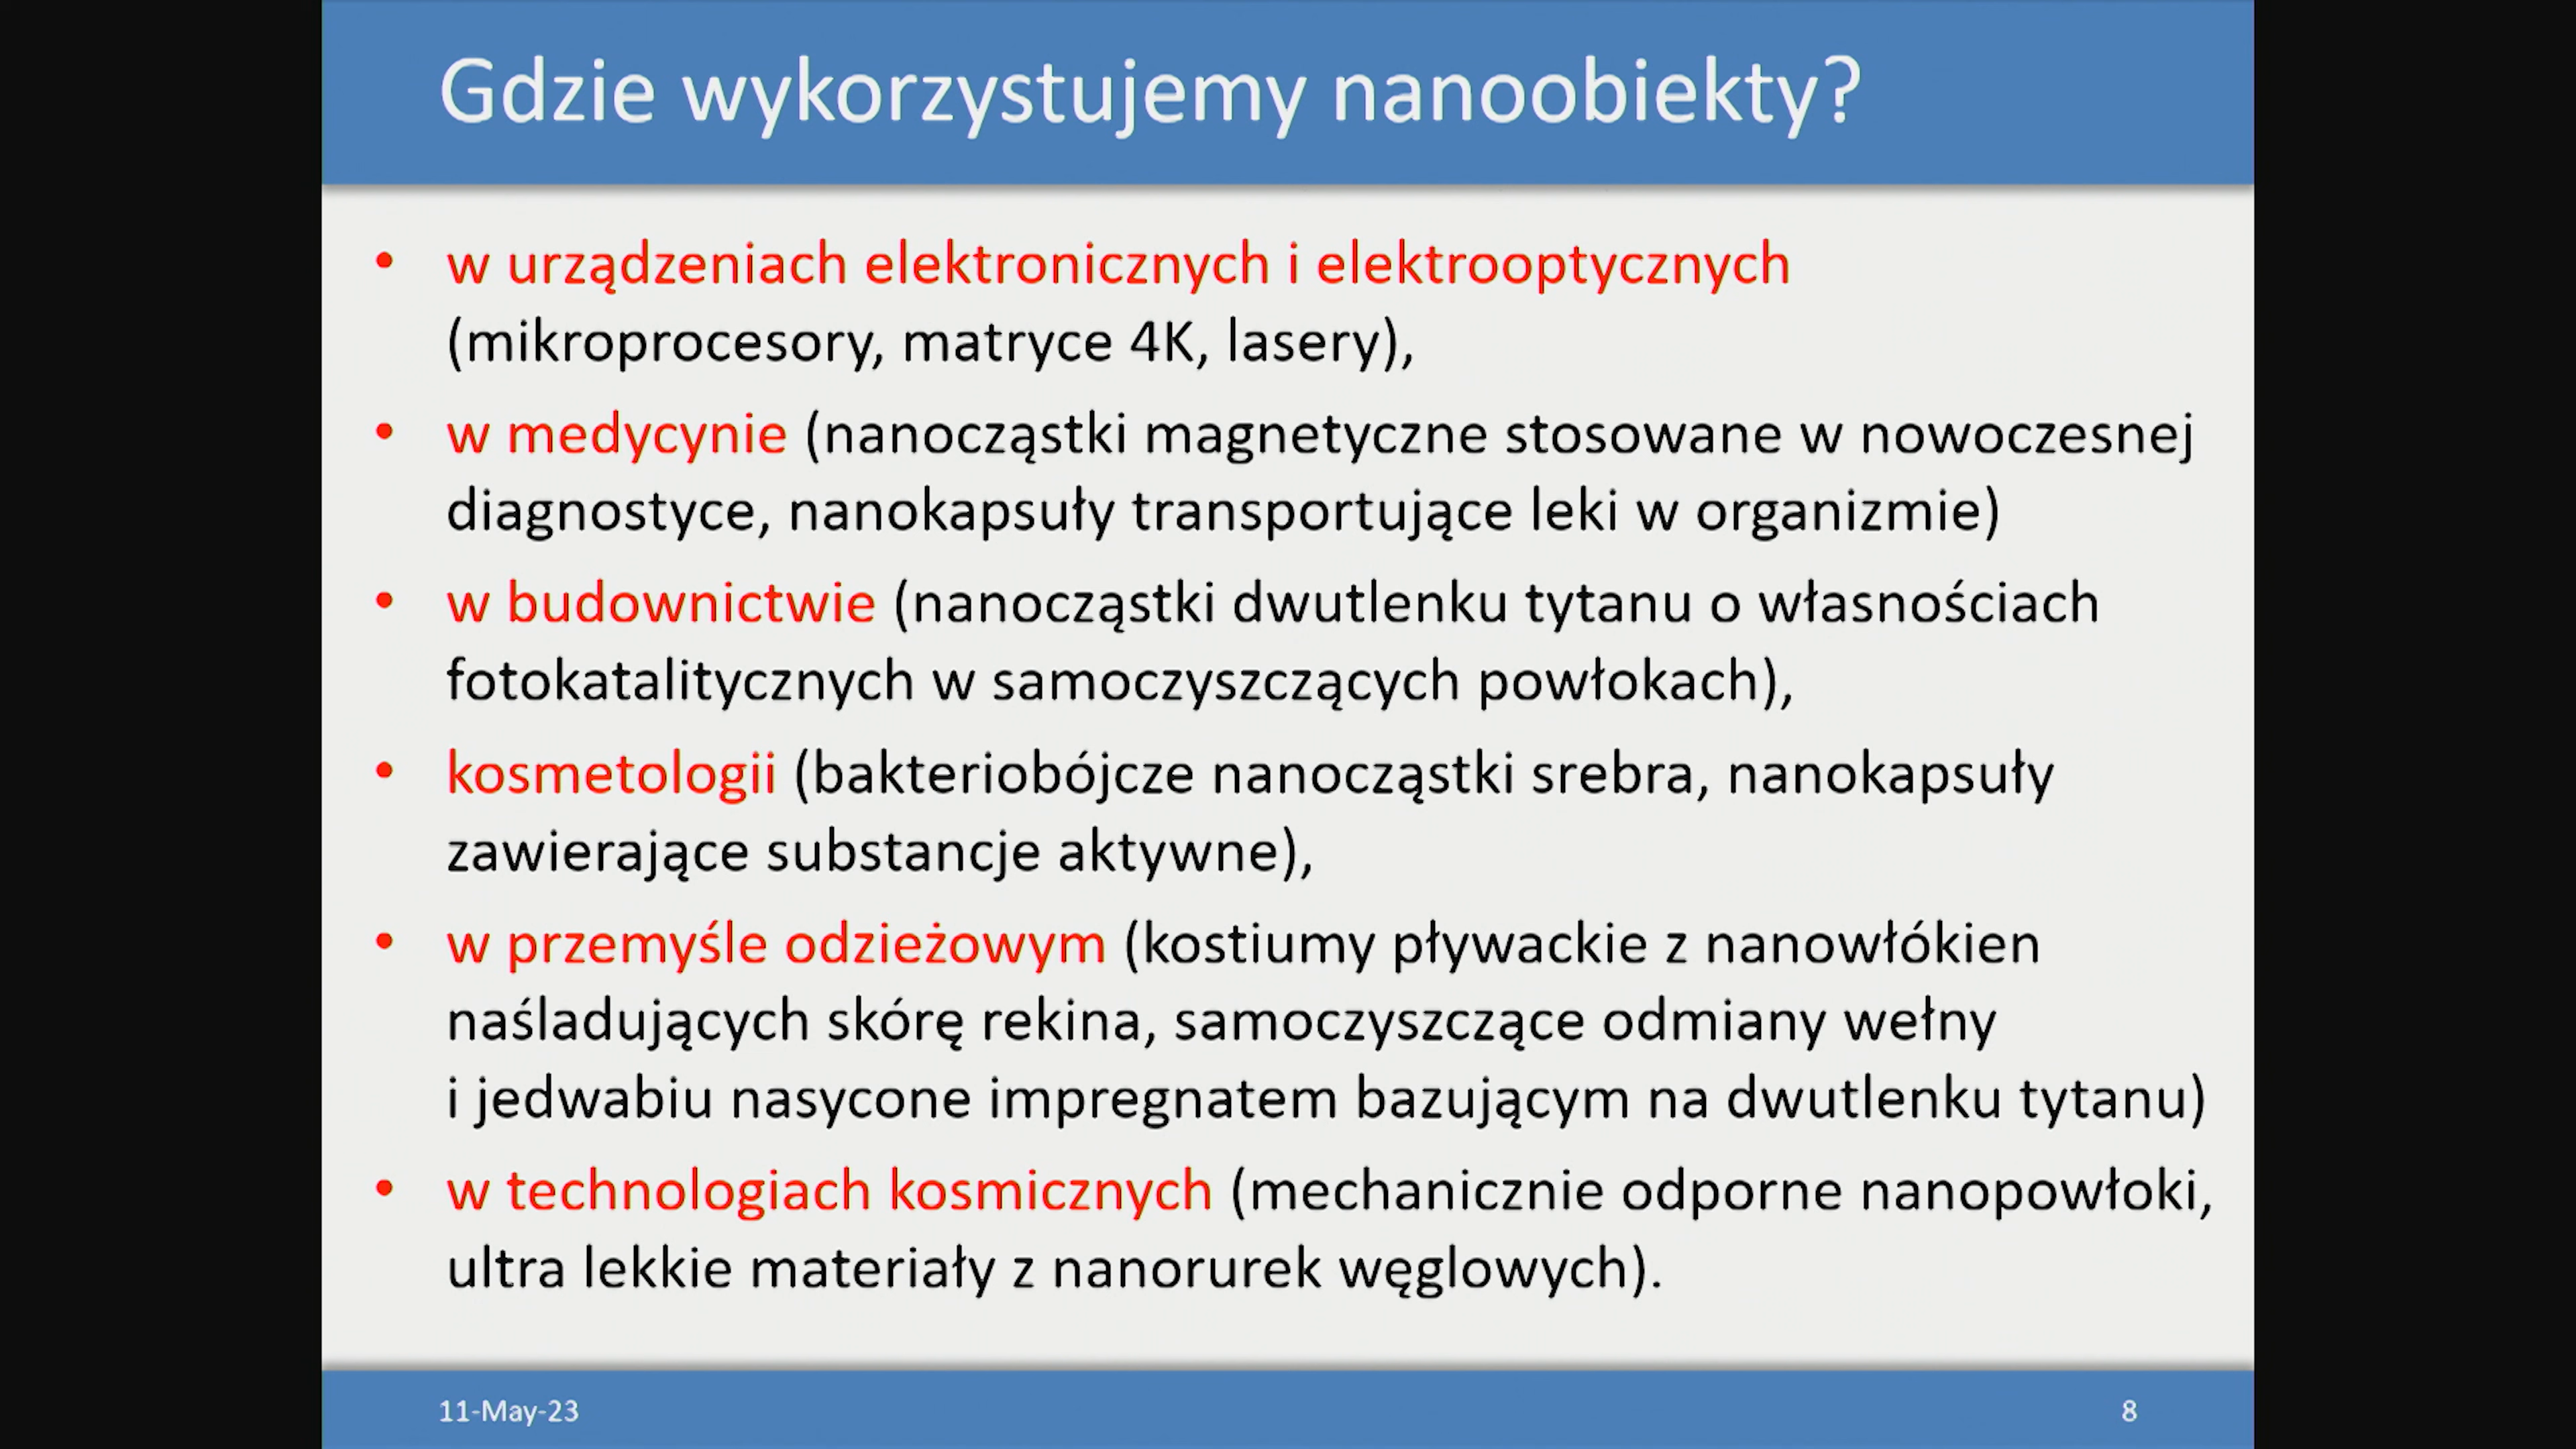 Gdzie wykorzystujemy nanoobiekty?
• w urządzeniach elektronicznych i elektrooptycznych
(mikroprocesory, matryce 4K, lasery),
• w medycynie (nanocząstki magnetyczne stosowane w nowoczesnej
diagnostyce, nanokapsuły transportujące leki w organizmie)
• w budownictwie (nanocząstki dwutlenku tytanu o własnościach
fotokatalitycznych w samoczyszczących powłokach),
• kosmetologii (bakteriobójcze nanocząstki srebra, nanokapsuły
zawierające substancje aktywne),
• w przemyśle odzieżowym (kostiumy pływackie z nanowłókien
naśladujących skórę rekina, samoczyszczące odmiany wełny
i jedwabiu nasycone impregnatem bazującym na dwutlenku tytanu)
• w technologiach kosmicznych (mechanicznie odporne nanopowłoki,
ultra lekkie materiały z nanorurek węglowych).
11-May-23
8